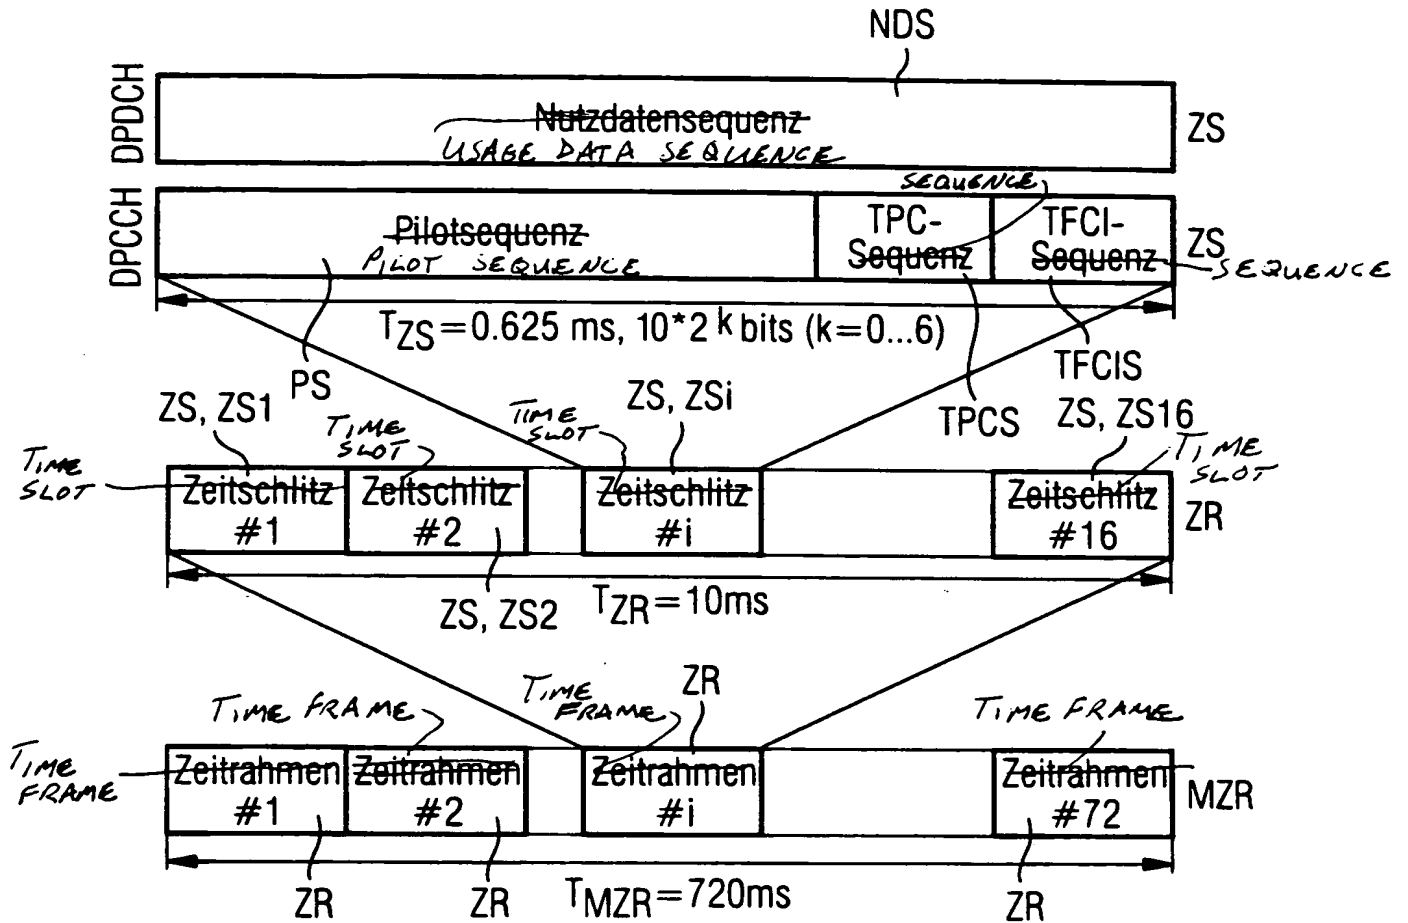 NDS
DPDCH
Nutzdatensequenz
USAGE DATA SEQUENCE
ZS
SEQUENCE
DPCCH
Pilotsequenz
PILOT SEQUENCE
TPC-
Sequenz
TFCI-
Sequenz
ZS
SEQUENCE
TZS=0.625 ms, 10*2 k bits (k=0...6)
PS
TPCS
TFCIS
ZS, ZS1
TIME
SLOT
TIME
SLOT
ZS, ZSi
ZS, ZS16
TIME
SLOT
TIME
SLOT
Zeitschlitz
#1
Zeitschlitz
#2
Zeitschlitz
#i
Zeitschlitz
#16
ZR
ZS, ZS2
TZR=10ms
TIME FRAME
TIME
FRAME
ZR
TIME FRAME
TIME
FRAME
Zeitrahmen
#1
Zeitrahmen
#2
Zeitrahmen
#i
Zeitrahmen
#72
MZR
ZR
ZR
TMZR=720ms
ZR